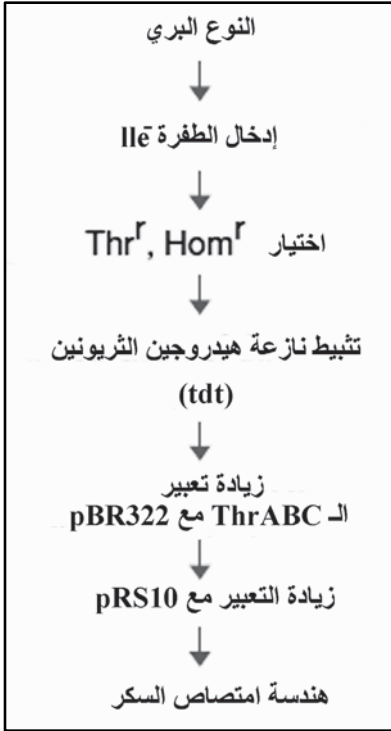 النوع البري
إدخال الطفرة lle⁻
اختيار Thrʳ, Homʳ
تثبيط نازعة هيدروجين الثريونين
(tdt)
زيادة تعبير
الـ ThrABC مع pBR322
زيادة التعبير مع pRS10
هندسة امتصاص السكر